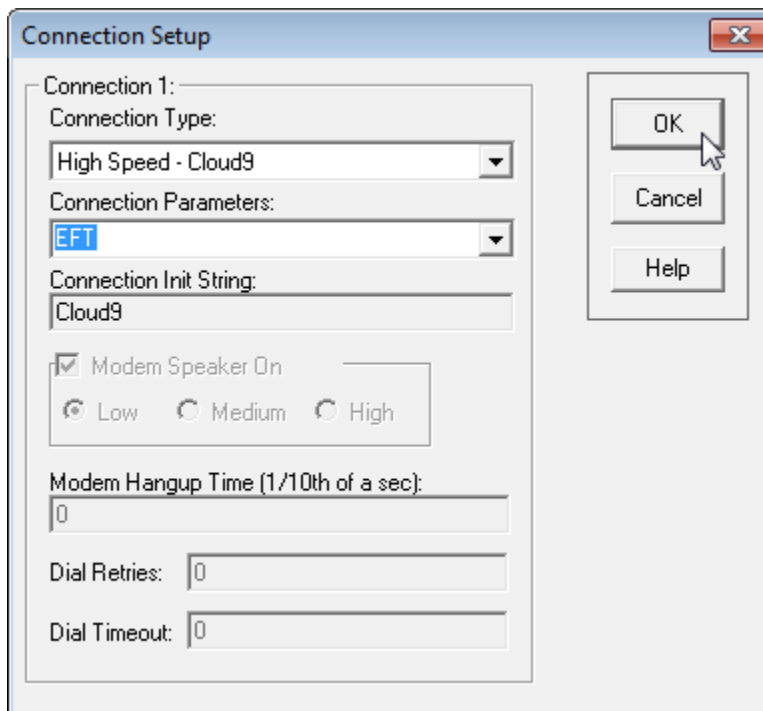 Connection Setup
Connection 1:
Connection Type:
High Speed - Cloud9
Connection Parameters:
EFT
Connection Init String:
Cloud9
Modem Speaker On
Low Medium High
Modem Hangup Time (1/10th of a sec):
0
Dial Retries: 0
Dial Timeout: 0
OK
Cancel
Help